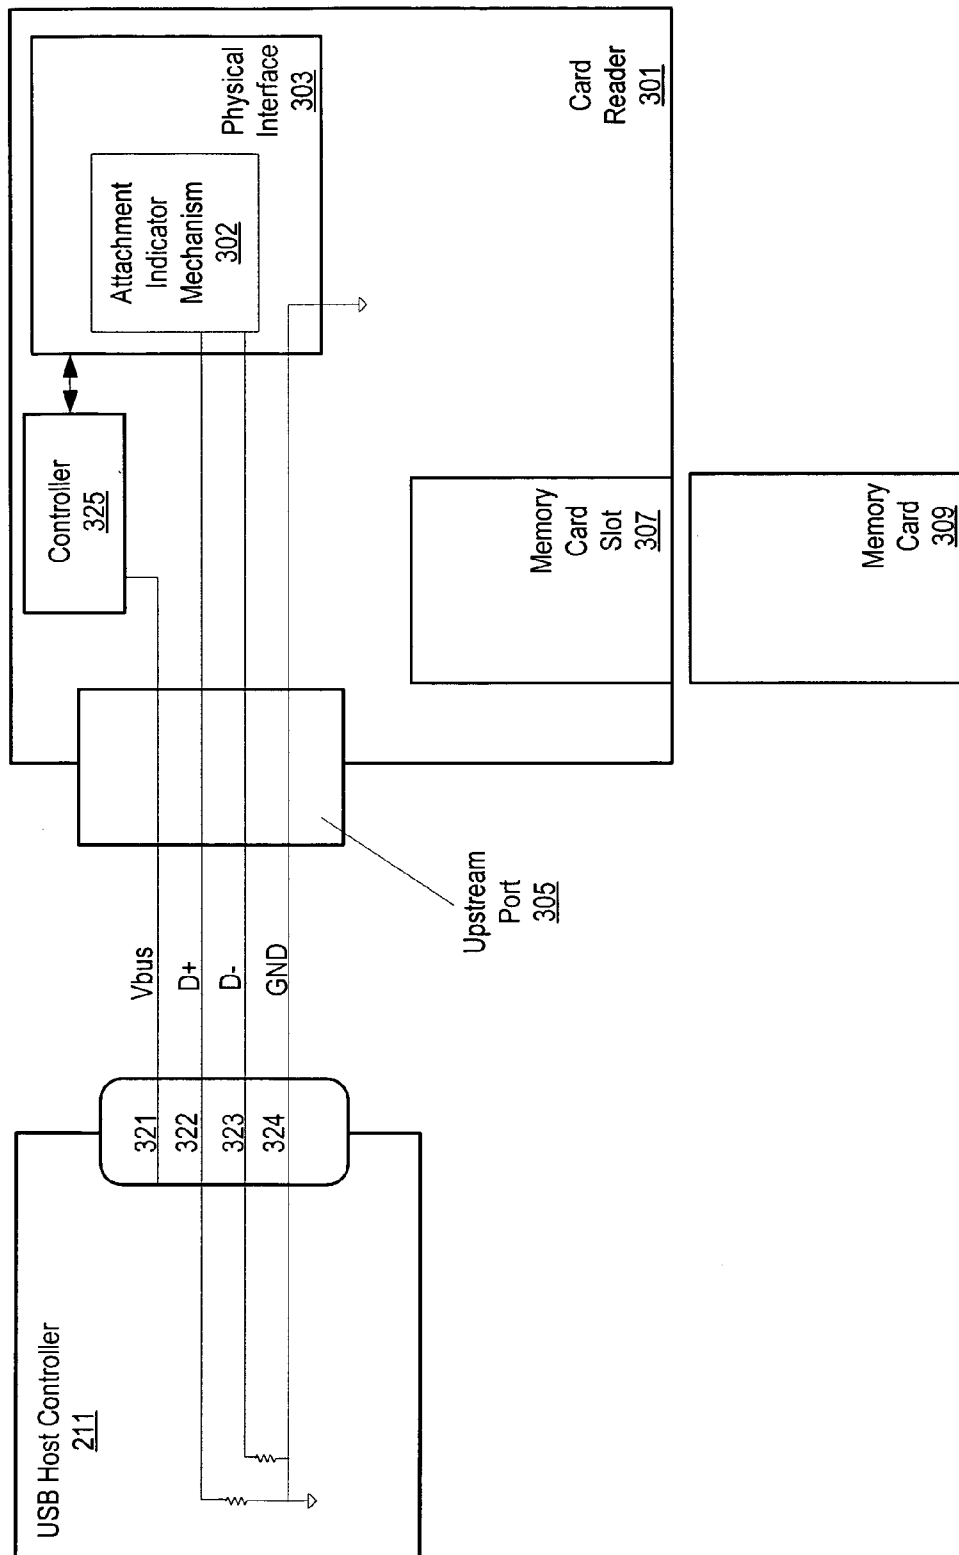 USB Host Controller
211
321
322
323
324
Vbus
D+
D-
GND
Upstream
Port
305
Controller
325
Attachment
Indicator
Mechanism
302
Physical
Interface
303
Memory
Card
Slot
307
Card
Reader
301
Memory
Card
309